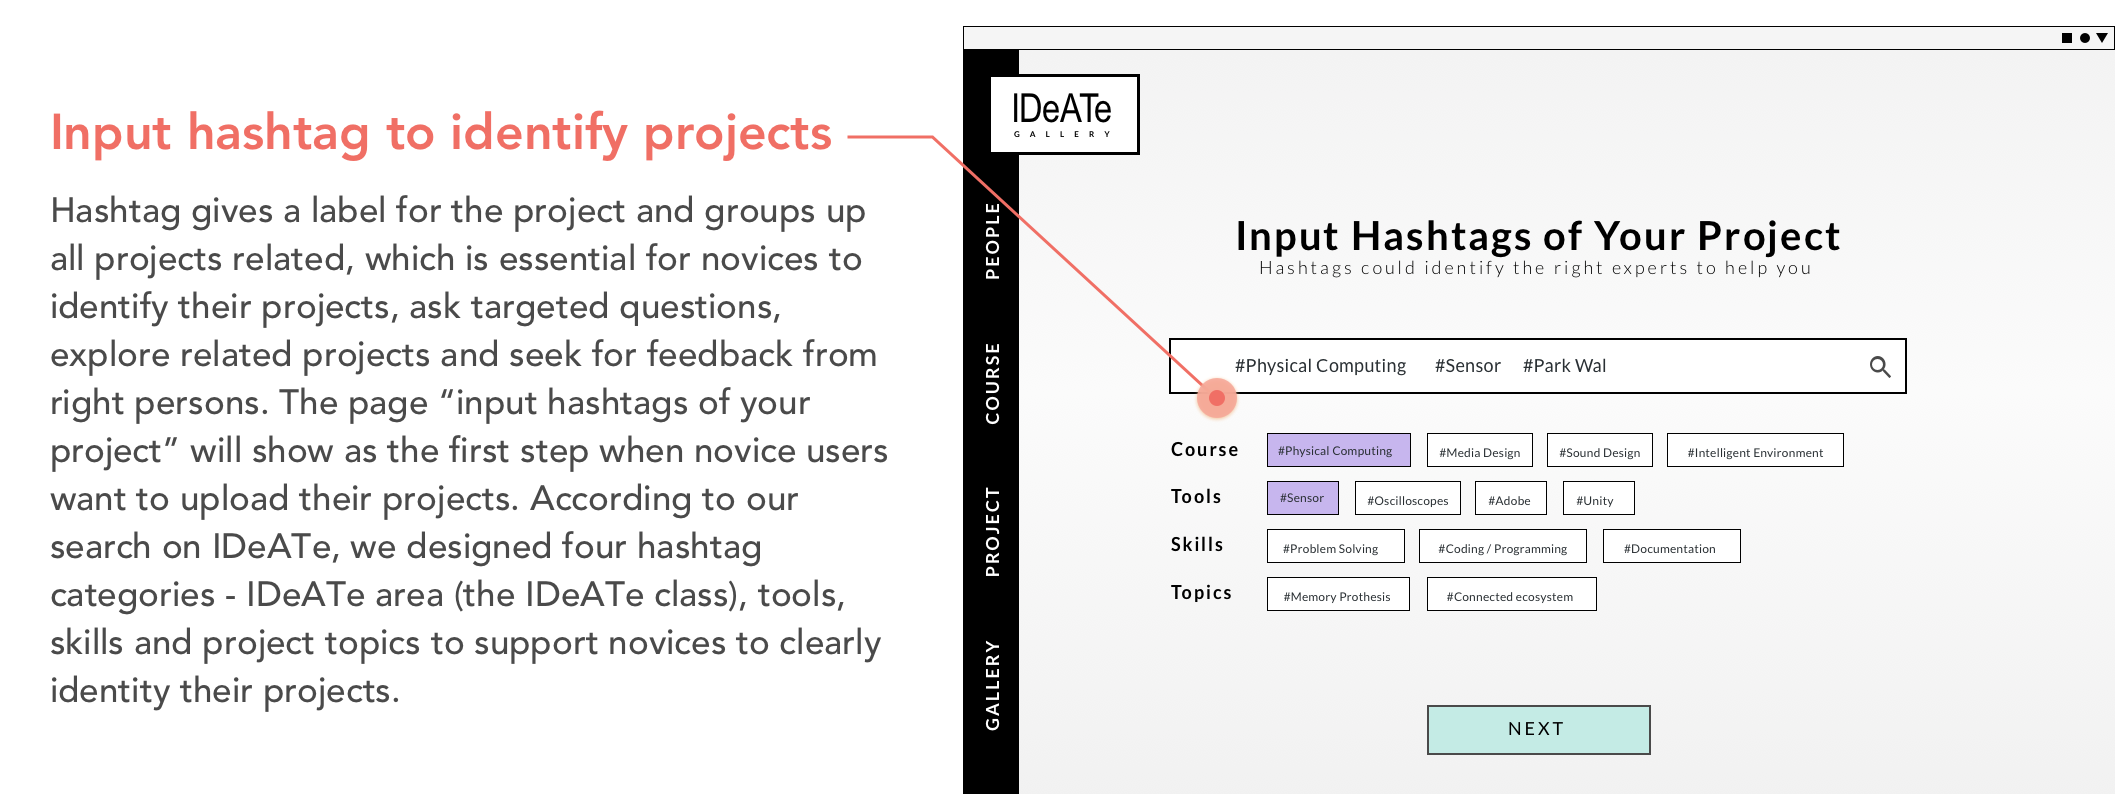 Input hashtag to identify projects
Hashtag gives a label for the project and groups up
all projects related, which is essential for novices to
identify their projects, ask targeted questions,
explore related projects and seek for feedback from
right persons. The page “input hashtags of your
project” will show as the first step when novice users
want to upload their projects. According to our
search on IDeATe, we designed four hashtag
categories - IDeATe area (the IDeATe class), tools,
skills and project topics to support novices to clearly
identity their projects.
IDeATe
GALLERY
PEOPLE
COURSE
PROJECT
GALLERY
Input Hashtags of Your Project
Hashtags could identify the right experts to help you
#Physical Computing #Sensor #Park Wal
Course #Physical Computing #Media Design #Sound Design #Intelligent Environment
Tools #Sensor #Oscilloscopes #Adobe #Unity
Skills #Problem Solving #Coding / Programming #Documentation
Topics #Memory Prothesis #Connected ecosystem
NEXT